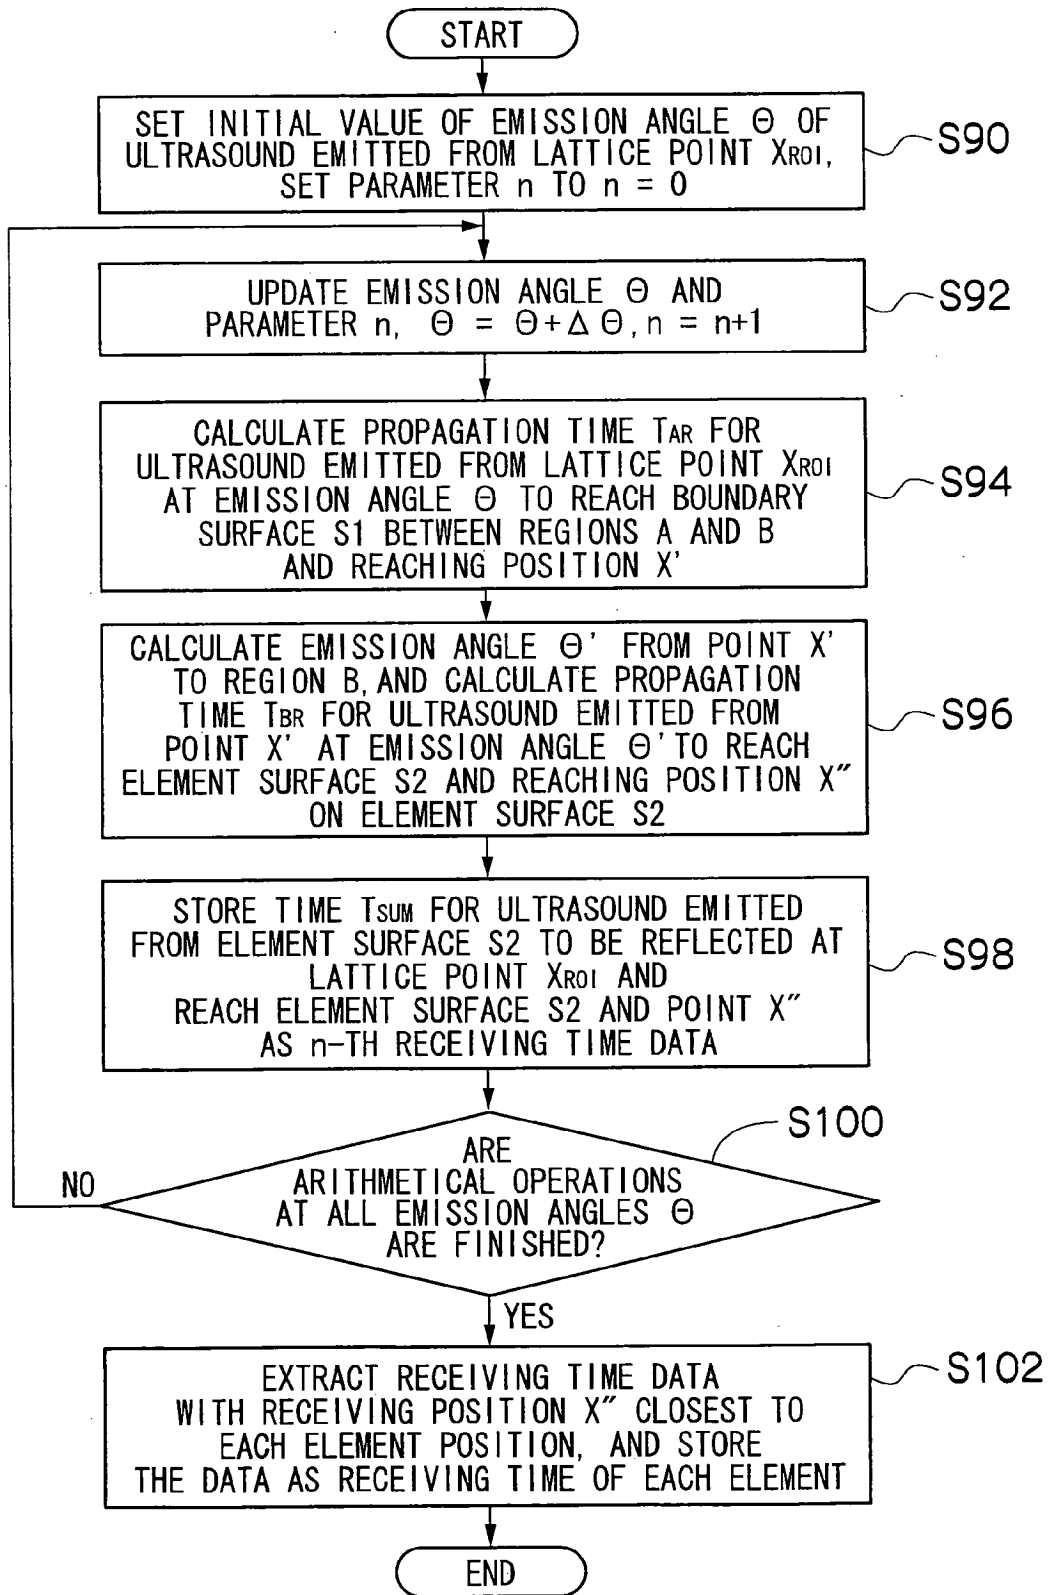 START
SET INITIAL VALUE OF EMISSION ANGLE Θ OF
ULTRASOUND EMITTED FROM LATTICE POINT XROI,
SET PARAMETER n TO n = 0
S90
UPDATE EMISSION ANGLE Θ AND
PARAMETER n, Θ = Θ+ΔΘ, n = n+1
S92
CALCULATE PROPAGATION TIME TAR FOR
ULTRASOUND EMITTED FROM LATTICE POINT XROI
AT EMISSION ANGLE Θ TO REACH BOUNDARY
SURFACE S1 BETWEEN REGIONS A AND B
AND REACHING POSITION X'
S94
CALCULATE EMISSION ANGLE Θ' FROM POINT X'
TO REGION B, AND CALCULATE PROPAGATION
TIME TBR FOR ULTRASOUND EMITTED FROM
POINT X' AT EMISSION ANGLE Θ' TO REACH
ELEMENT SURFACE S2 AND REACHING POSITION X"
ON ELEMENT SURFACE S2
S96
STORE TIME TSUM FOR ULTRASOUND EMITTED
FROM ELEMENT SURFACE S2 TO BE REFLECTED AT
LATTICE POINT XROI AND
REACH ELEMENT SURFACE S2 AND POINT X"
AS n-TH RECEIVING TIME DATA
S98
S100
ARE
ARITHMETICAL OPERATIONS
AT ALL EMISSION ANGLES Θ
ARE FINISHED?
NO
YES
EXTRACT RECEIVING TIME DATA
WITH RECEIVING POSITION X" CLOSEST TO
EACH ELEMENT POSITION, AND STORE
THE DATA AS RECEIVING TIME OF EACH ELEMENT
S102
END